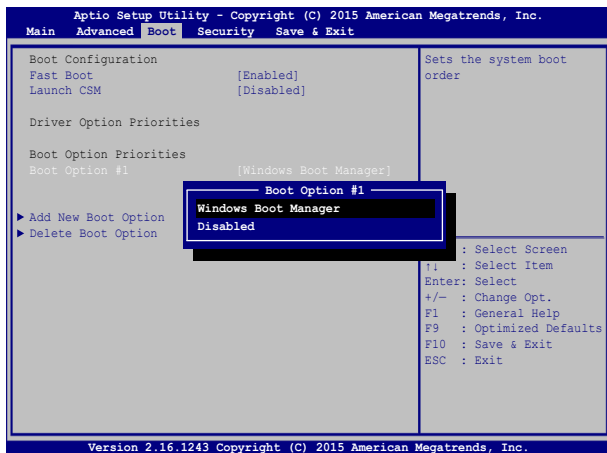 Aptio Setup Utility - Copyright (C) 2015 American Megatrends, Inc.
Main Advanced Boot Security Save & Exit
Boot Configuration
Fast Boot [Enabled]
Launch CSM [Disabled]
Driver Option Priorities
Boot Option Priorities
Boot Option #1 [Windows Boot Manager]
Add New Boot Option
Delete Boot Option
Boot Option #1
Windows Boot Manager
Disabled
Sets the system boot
order
: Select Screen
↑↓ : Select Item
Enter: Select
+/— : Change Opt.
F1 : General Help
F9 : Optimized Defaults
F10 : Save & Exit
ESC : Exit
Version 2.16.1243 Copyright (C) 2015 American Megatrends, Inc.